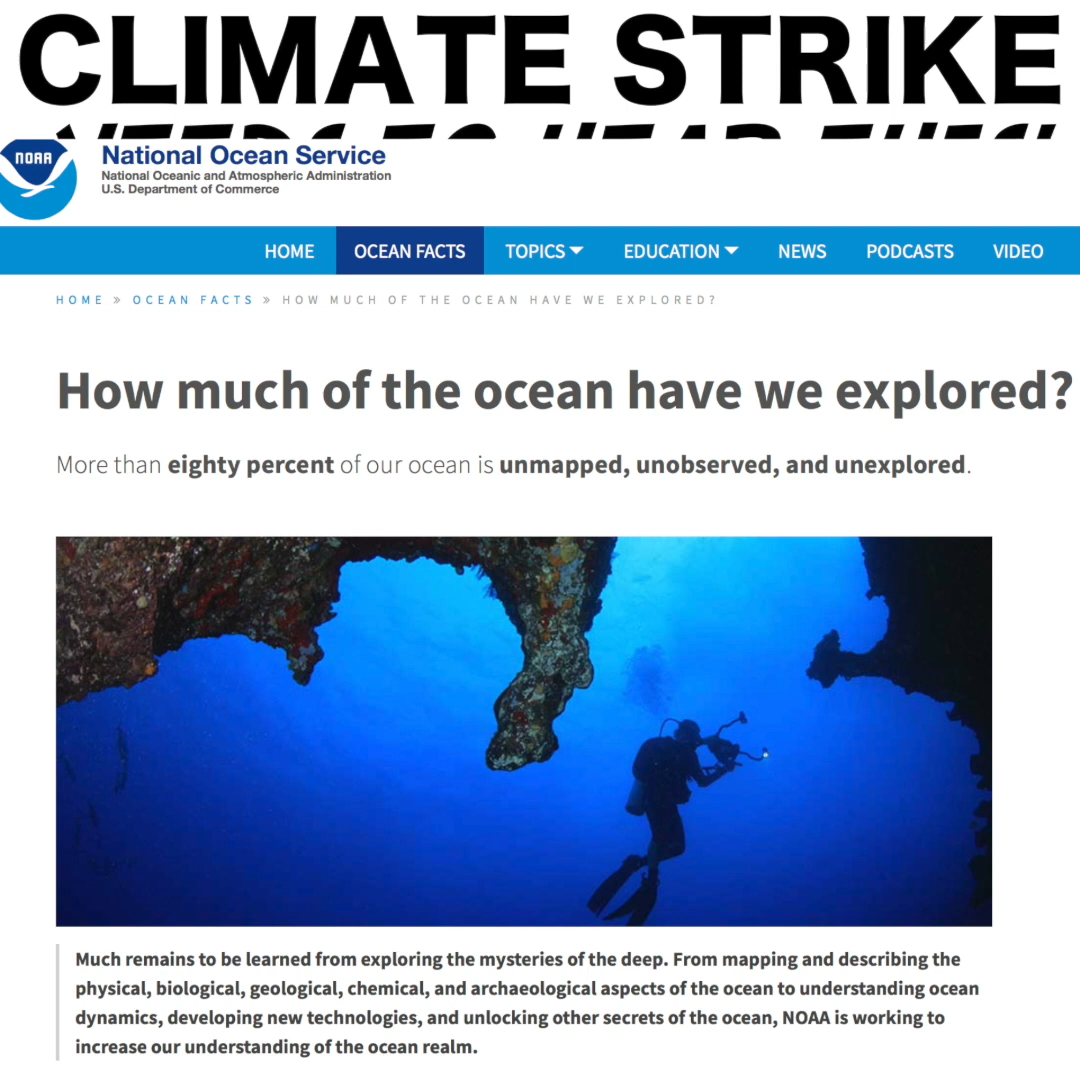 CLIMATE STRIKE
NOAA
National Ocean Service
National Oceanic and Atmospheric Administration
U.S. Department of Commerce
HOME OCEAN FACTS TOPICS EDUCATION NEWS PODCASTS VIDEO
HOME » OCEAN FACTS » HOW MUCH OF THE OCEAN HAVE WE EXPLORED?
How much of the ocean have we explored?
More than eighty percent of our ocean is unmapped, unobserved, and unexplored.
Much remains to be learned from exploring the mysteries of the deep. From mapping and describing the
physical, biological, geological, chemical, and archaeological aspects of the ocean to understanding ocean
dynamics, developing new technologies, and unlocking other secrets of the ocean, NOAA is working to
increase our understanding of the ocean realm.